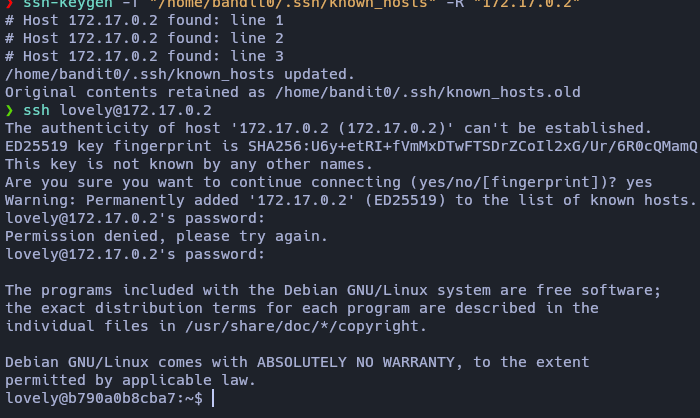 ❯ ssh-keygen -f "/home/bandit0/.ssh/known_hosts" -R "172.17.0.2"
# Host 172.17.0.2 found: line 1
# Host 172.17.0.2 found: line 2
# Host 172.17.0.2 found: line 3
/home/bandit0/.ssh/known_hosts updated.
Original contents retained as /home/bandit0/.ssh/known_hosts.old
❯ ssh lovely@172.17.0.2
The authenticity of host '172.17.0.2 (172.17.0.2)' can't be established.
ED25519 key fingerprint is SHA256:U6y+etRI+fVmMxDTwFTSDrZCoIl2xG/Ur/6R0cQMamQ
This key is not known by any other names.
Are you sure you want to continue connecting (yes/no/[fingerprint])? yes
Warning: Permanently added '172.17.0.2' (ED25519) to the list of known hosts.
lovely@172.17.0.2's password:
Permission denied, please try again.
lovely@172.17.0.2's password:
The programs included with the Debian GNU/Linux system are free software;
the exact distribution terms for each program are described in the
individual files in /usr/share/doc/*/copyright.
Debian GNU/Linux comes with ABSOLUTELY NO WARRANTY, to the extent
permitted by applicable law.
lovely@b790a0b8cba7:~$